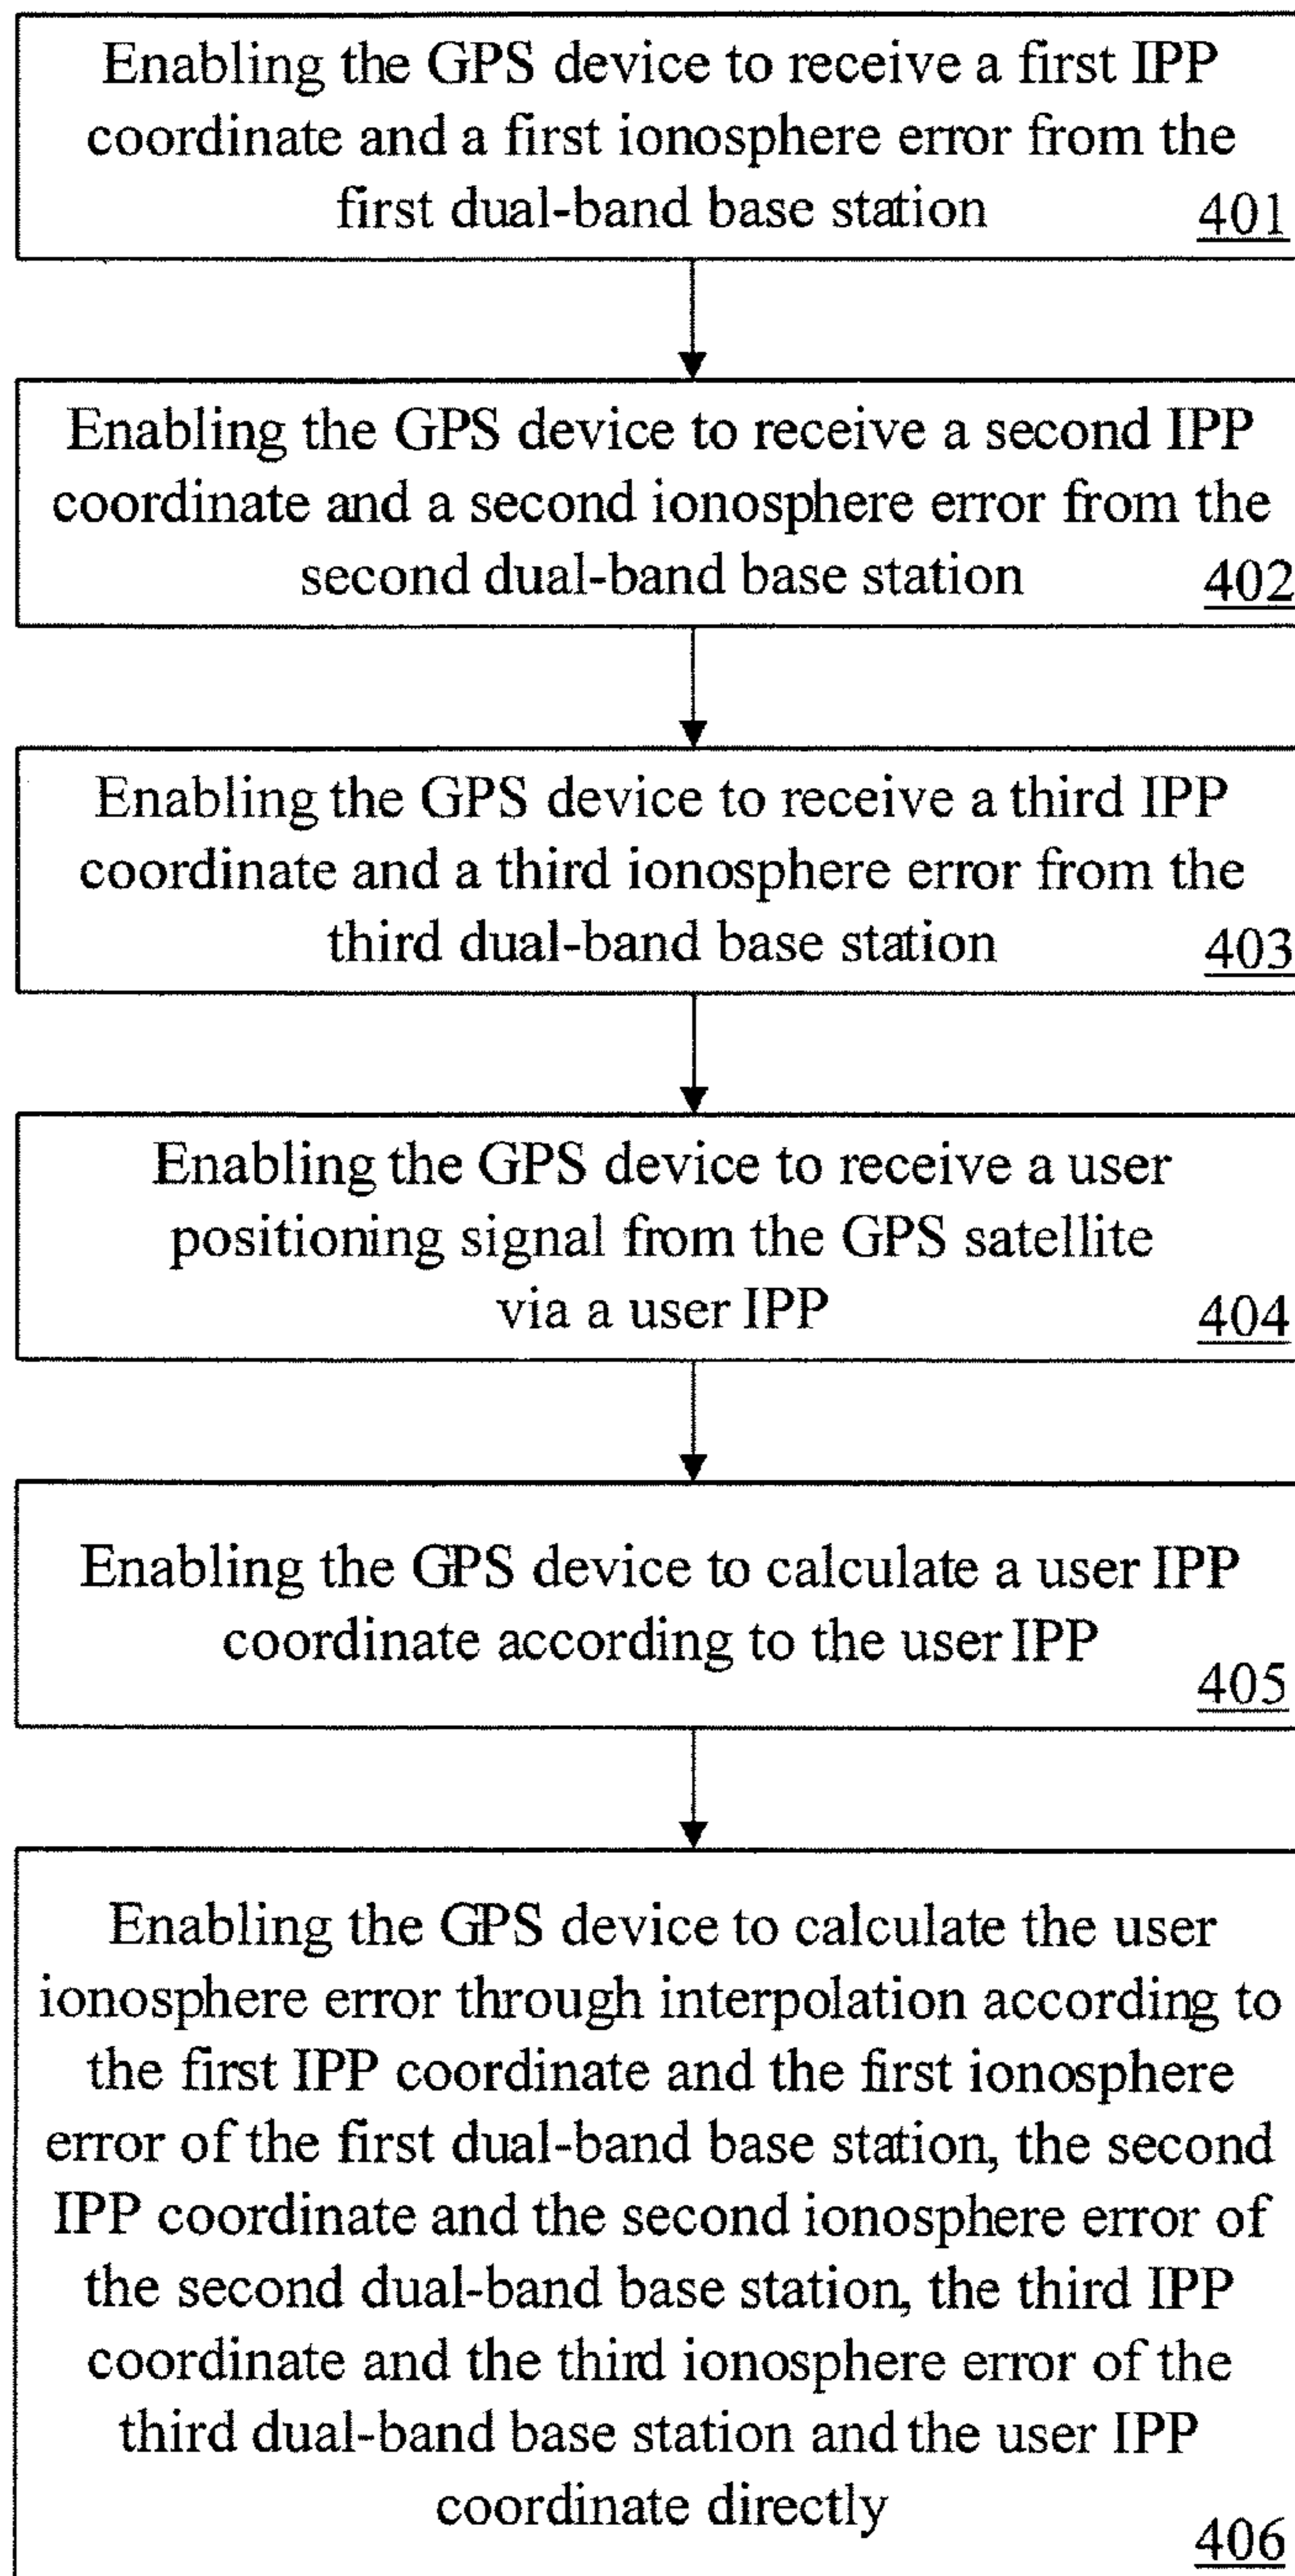 Enabling the GPS device to receive a first IPP
coordinate and a first ionosphere error from the
first dual-band base station
401
Enabling the GPS device to receive a second IPP
coordinate and a second ionosphere error from the
second dual-band base station
402
Enabling the GPS device to receive a third IPP
coordinate and a third ionosphere error from the
third dual-band base station
403
Enabling the GPS device to receive a user
positioning signal from the GPS satellite
via a user IPP
404
Enabling the GPS device to calculate a user IPP
coordinate according to the user IPP
405
Enabling the GPS device to calculate the user
ionosphere error through interpolation according to
the first IPP coordinate and the first ionosphere
error of the first dual-band base station, the second
IPP coordinate and the second ionosphere error of
the second dual-band base station, the third IPP
coordinate and the third ionosphere error of the
third dual-band base station and the user IPP
coordinate directly
406